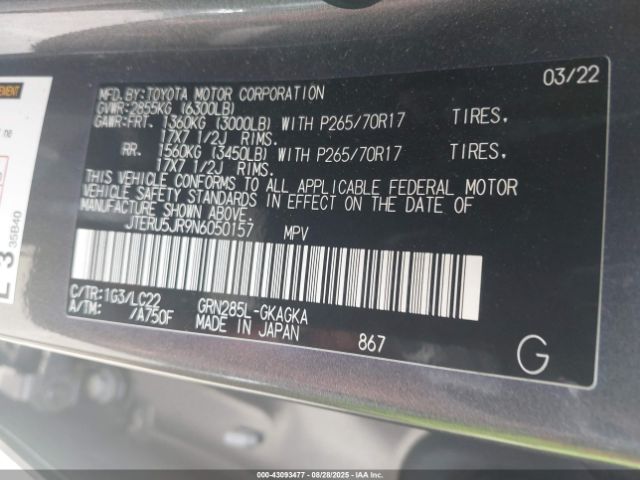 03/22
MFD.BY:TOYOTA MOTOR CORPORATION
GVWR:2855KG (6300LB)
GAWR:FRT. 1360KG (3000LB) WITH P265/70R17 TIRES,
17X7 1/2J RIMS.
RR. 1560KG (3450LB) WITH P265/70R17 TIRES,
17X7 1/2J RIMS.
THIS VEHICLE CONFORMS TO ALL APPLICABLE FEDERAL MOTOR
VEHICLE SAFETY STANDARDS IN EFFECT ON THE DATE OF
MANUFACTURE SHOWN ABOVE.
JTERU5JR9N6050157 MPV
C/TR:1G3/LC22 GRN285L-GKAGKA
A/TM: /A750F MADE IN JAPAN 867
G
35B40
IAA - 43093477 - 08/28/2025 - IAAI.COM